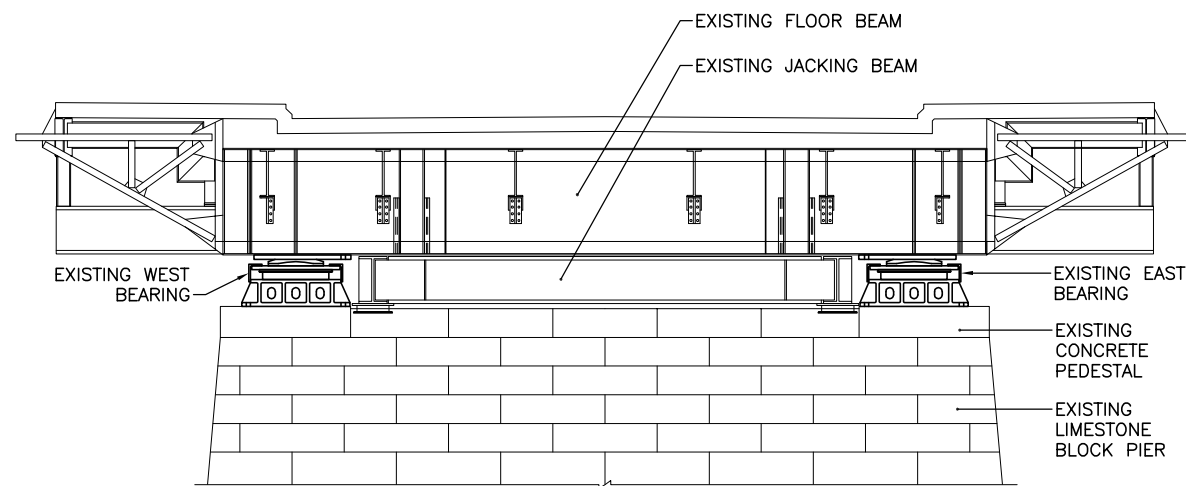 EXISTING FLOOR BEAM
EXISTING JACKING BEAM
EXISTING WEST
BEARING
EXISTING EAST
BEARING
EXISTING
CONCRETE
PEDESTAL
EXISTING
LIMESTONE
BLOCK PIER